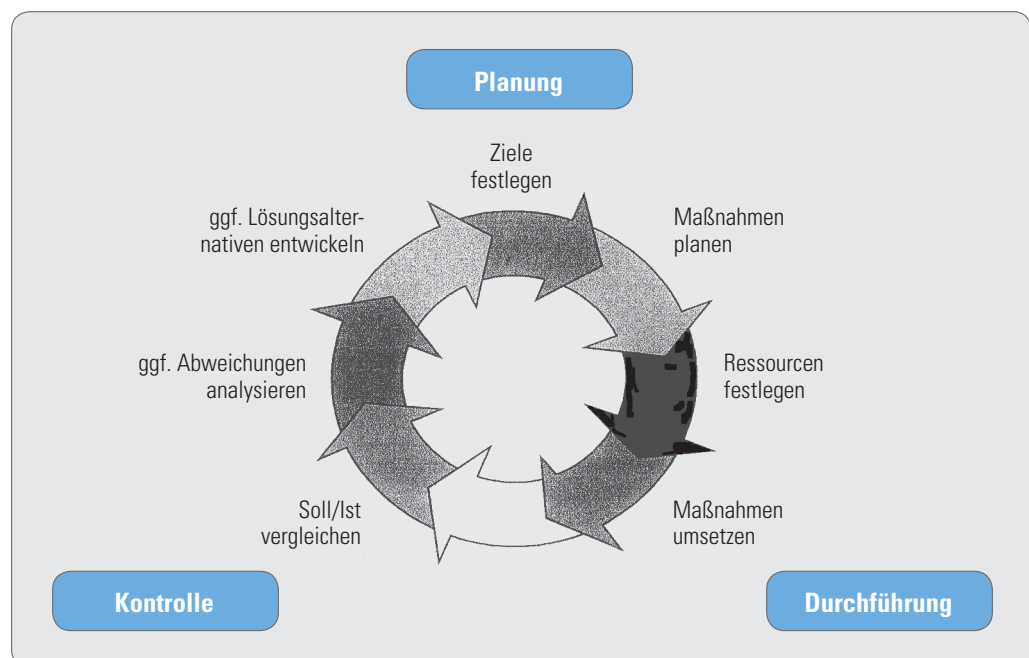 Planung
Ziele
festlegen
ggf. Lösungsalter-
nativen entwickeln
Maßnahmen
planen
ggf. Abweichungen
analysieren
Ressourcen
festlegen
Soll/Ist
vergleichen
Maßnahmen
umsetzen
Kontrolle
Durchführung